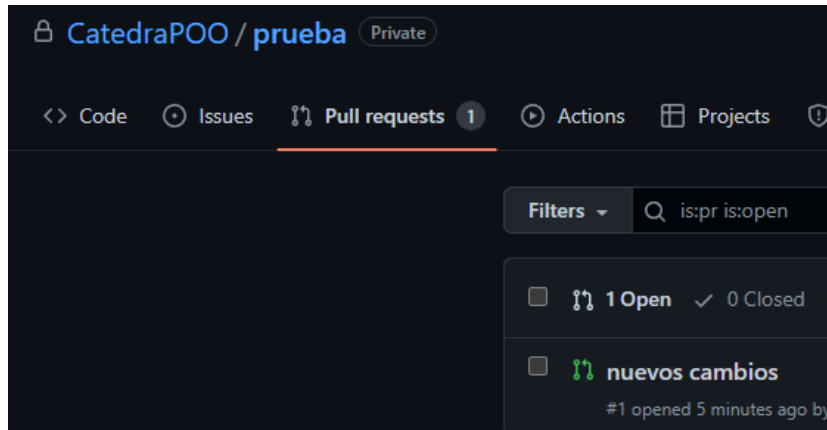 CatedraPOO / prueba Private
Code Issues Pull requests 1 Actions Projects
Filters is:pr is:open
1 Open 0 Closed
nuevos cambios
#1 opened 5 minutes ago by